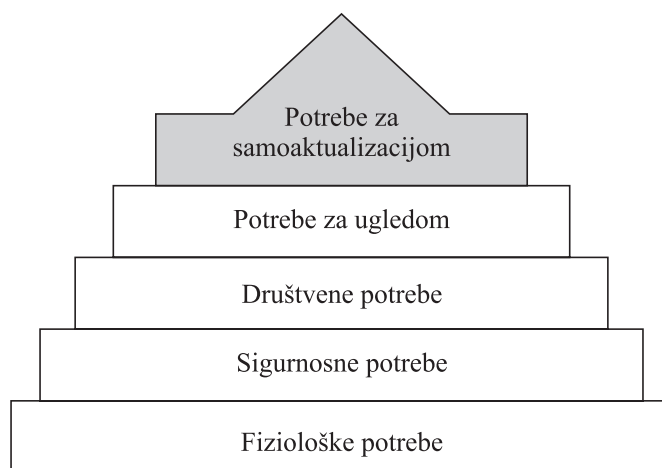 Potrebe za
samoaktualizacijom
Potrebe za ugledom
Društvene potrebe
Sigurnosne potrebe
Fiziološke potrebe